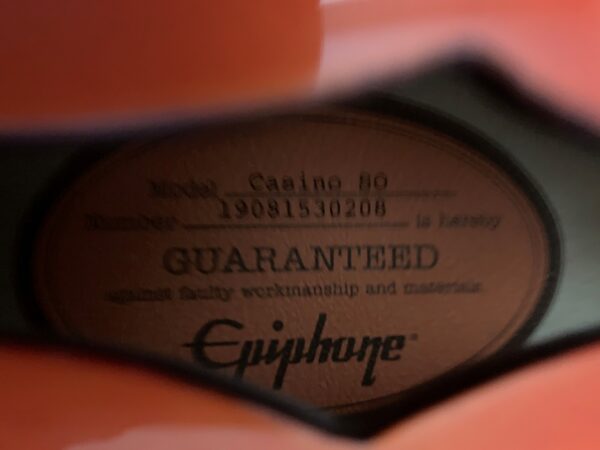 Model Casino 80
Number 19081530208 is hereby
GUARANTEED
against faulty workmanship and materials.
Epiphone